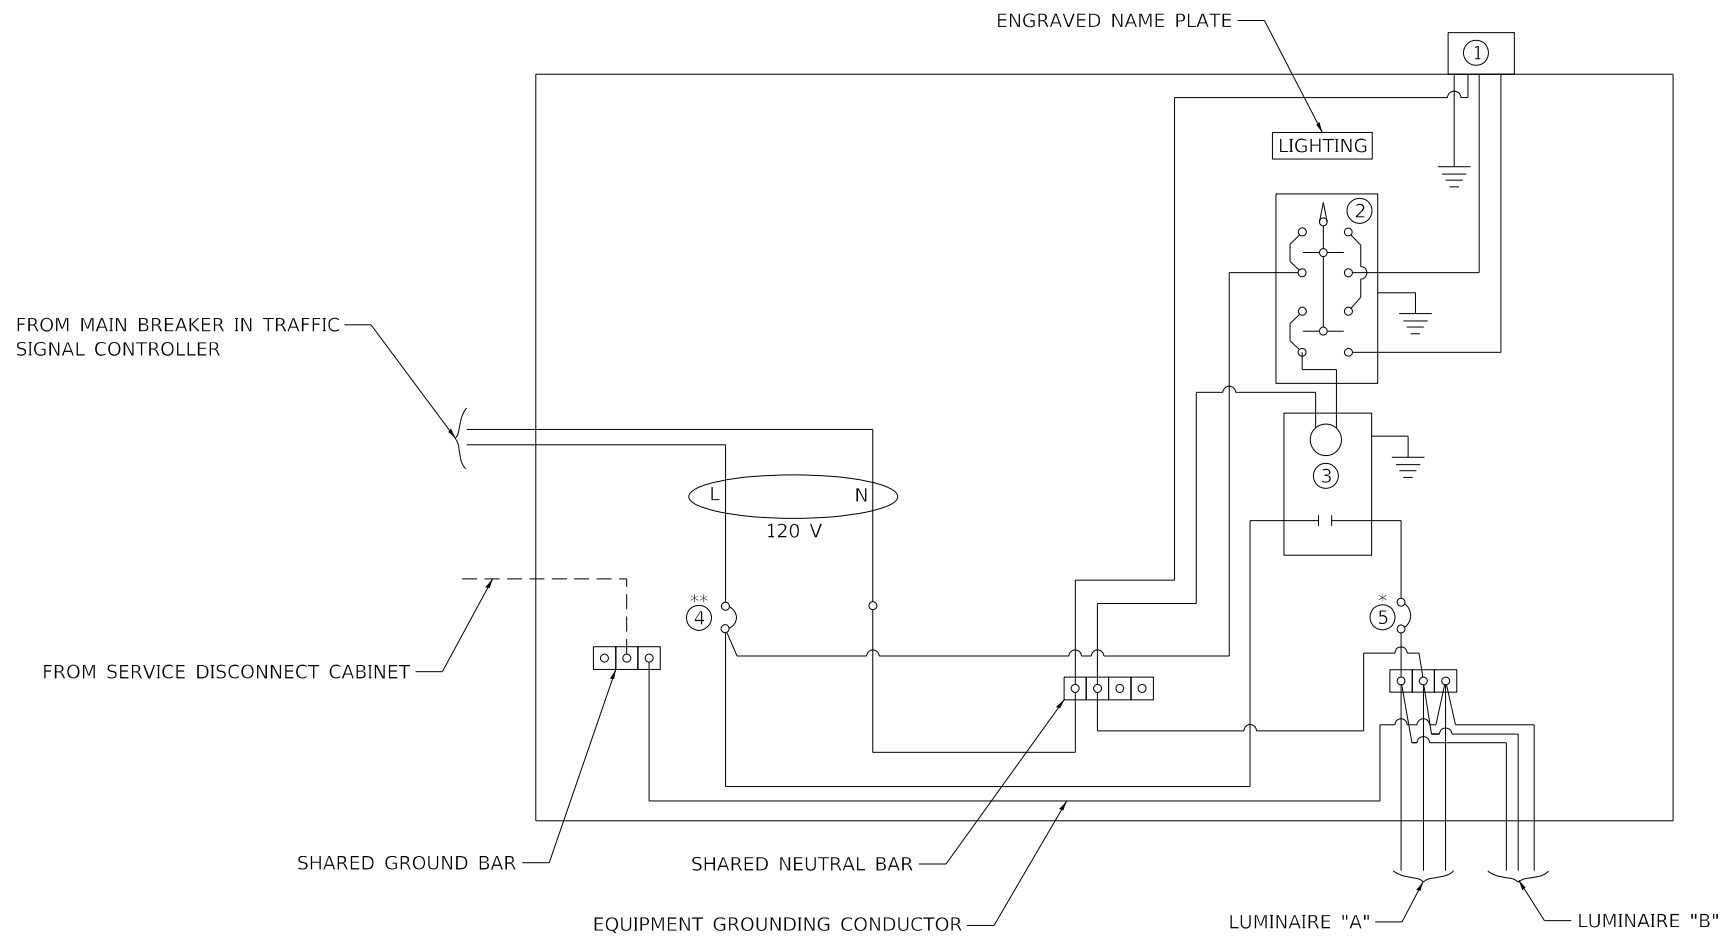 ENGRAVED NAME PLATE
1
LIGHTING
2
FROM MAIN BREAKER IN TRAFFIC
SIGNAL CONTROLLER
3
L N
120 V
**
4
*
5
FROM SERVICE DISCONNECT CABINET
SHARED GROUND BAR
SHARED NEUTRAL BAR
EQUIPMENT GROUNDING CONDUCTOR
LUMINAIRE "A"
LUMINAIRE "B"